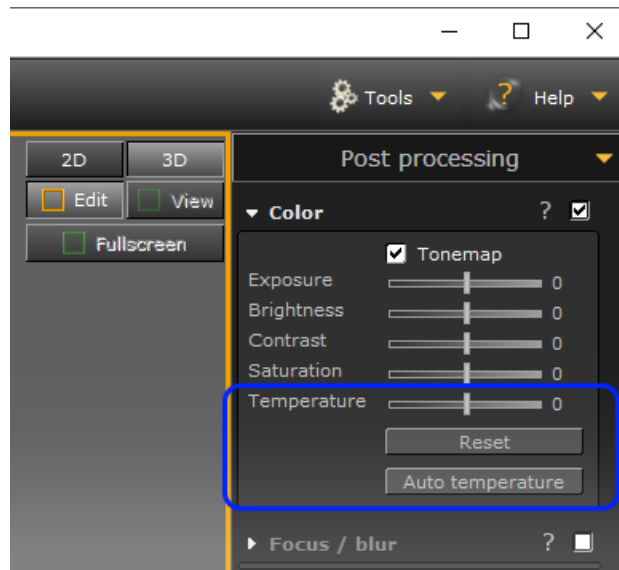 Tools ? Help
2D 3D
Post processing
Edit View
Fullscreen
Color ?
Tonemap
Exposure 0
Brightness 0
Contrast 0
Saturation 0
Temperature 0
Reset
Auto temperature
Focus / blur ?